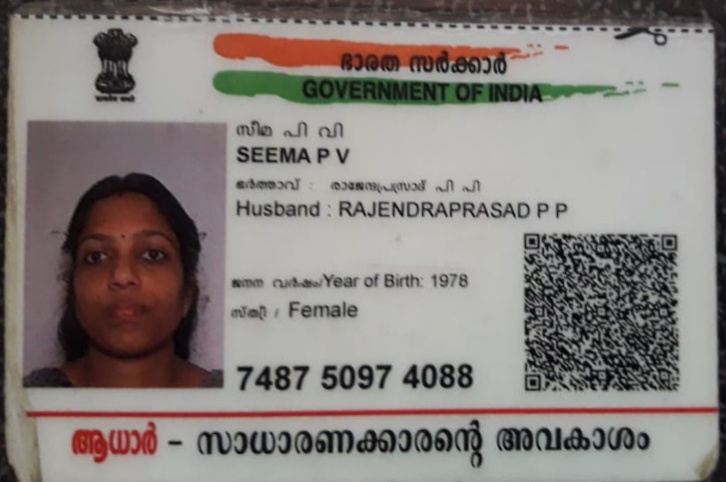 ഭാരത സർക്കാർ
GOVERNMENT OF INDIA
സീമ പി വി
SEEMA P V
ഭർത്താവ് : രാജേന്ദ്രപ്രസാദ് പി പി
Husband : RAJENDRAPRASAD P P
ജനന വർഷം/Year of Birth: 1978
സ്ത്രീ / Female
7487 5097 4088
ആധാർ - സാധാരണക്കാരന്റെ അവകാശം